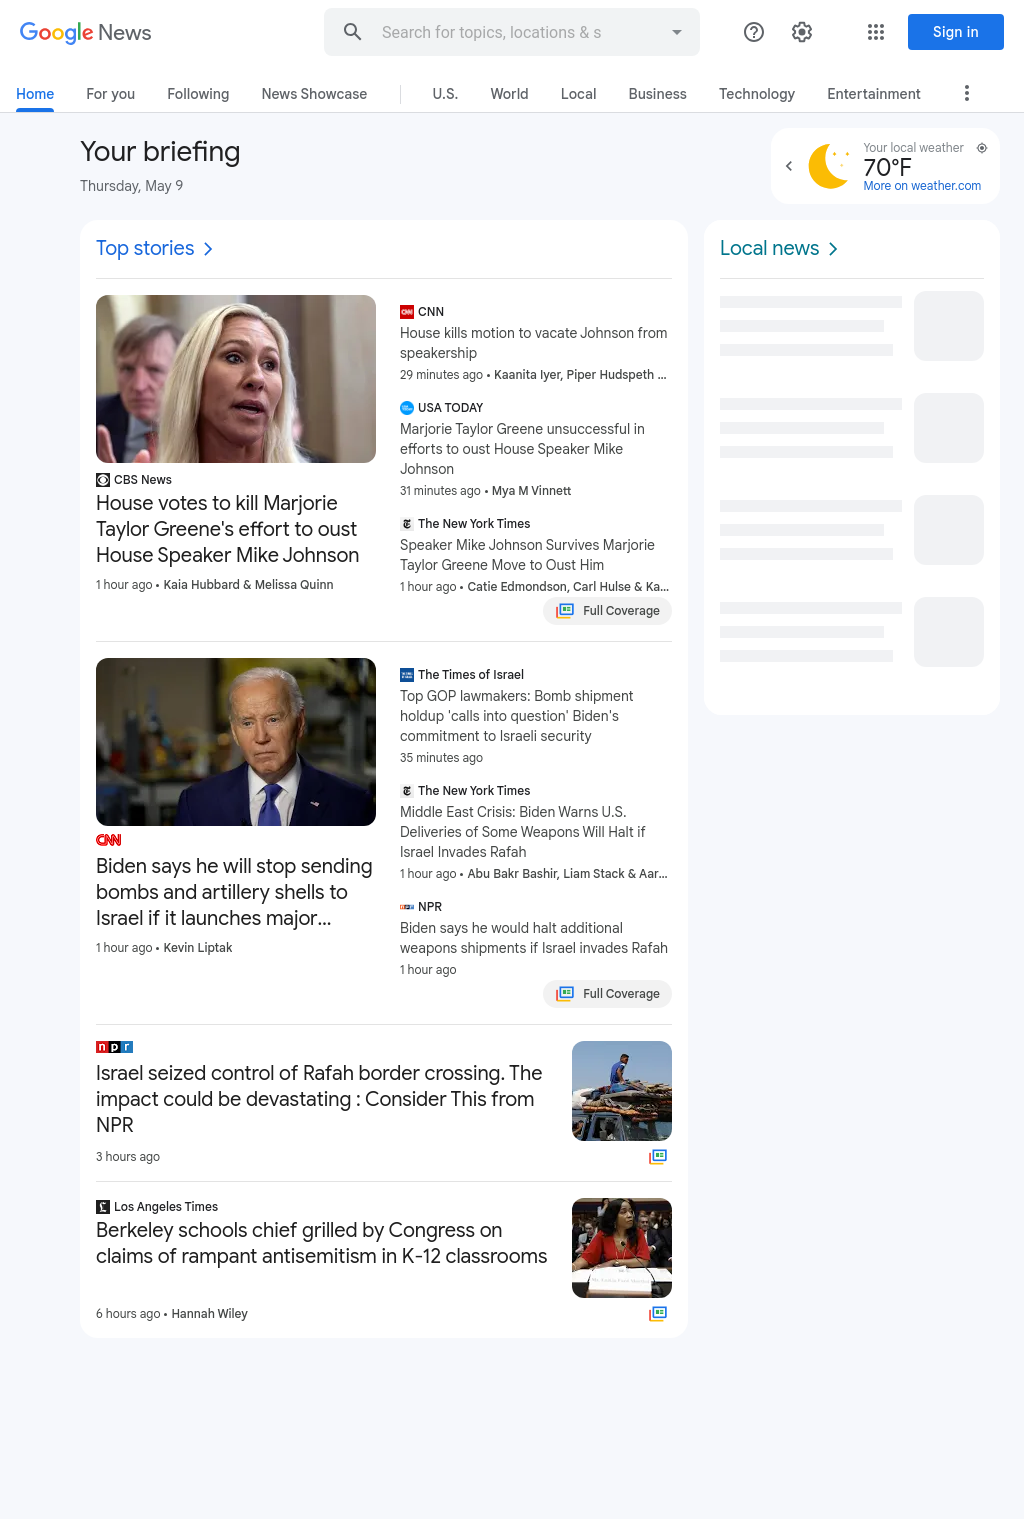 Google News
Search for topics, locations & s
Sign in
Home
For you
Following
News Showcase
U.S.
World
Local
Business
Technology
Entertainment
Your briefing
Thursday, May 9
Your local weather
70°F
More on weather.com
Top stories
CBS News
House votes to kill Marjorie
Taylor Greene's effort to oust
House Speaker Mike Johnson
1 hour ago • Kaia Hubbard & Melissa Quinn
CNN
House kills motion to vacate Johnson from
speakership
29 minutes ago • Kaanita Iyer, Piper Hudspeth ...
USA TODAY
Marjorie Taylor Greene unsuccessful in
efforts to oust House Speaker Mike
Johnson
31 minutes ago • Mya M Vinnett
The New York Times
Speaker Mike Johnson Survives Marjorie
Taylor Greene Move to Oust Him
1 hour ago • Catie Edmondson, Carl Hulse & Ka...
Full Coverage
CNN
Biden says he will stop sending
bombs and artillery shells to
Israel if it launches major...
1 hour ago • Kevin Liptak
The Times of Israel
Top GOP lawmakers: Bomb shipment
holdup 'calls into question' Biden's
commitment to Israeli security
35 minutes ago
The New York Times
Middle East Crisis: Biden Warns U.S.
Deliveries of Some Weapons Will Halt if
Israel Invades Rafah
1 hour ago • Abu Bakr Bashir, Liam Stack & Aar...
NPR
Biden says he would halt additional
weapons shipments if Israel invades Rafah
1 hour ago
Full Coverage
npr
Israel seized control of Rafah border crossing. The
impact could be devastating : Consider This from
NPR
3 hours ago
Los Angeles Times
Berkeley schools chief grilled by Congress on
claims of rampant antisemitism in K-12 classrooms
6 hours ago • Hannah Wiley
Local news